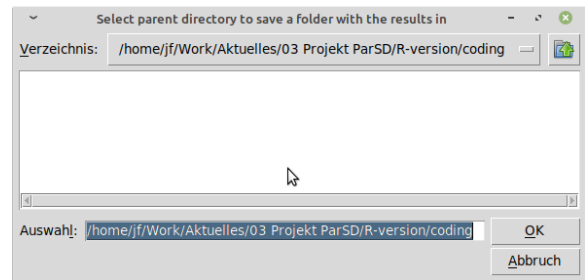 Select parent directory to save a folder with the results in
Verzeichnis: /home/jf/Work/Aktuelles/03 Projekt ParSD/R-version/coding
Auswahl: /home/jf/Work/Aktuelles/03 Projekt ParSD/R-version/coding OK
Abbruch